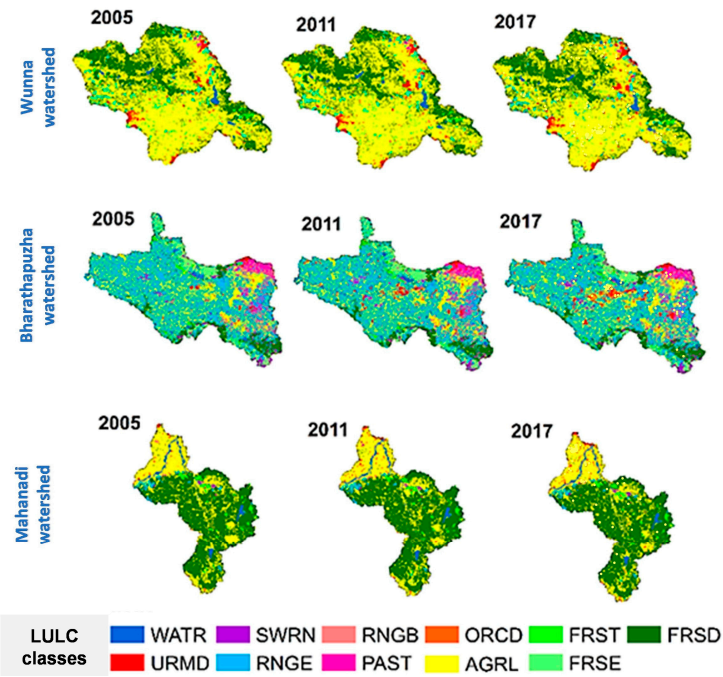 2005
2011
2017
Wunna
watershed
2005
2011
2017
Bharathapuzha
watershed
2005
2011
2017
Mahanadi
watershed
LULC
classes
WATR SWRN RNGB ORCD FRST FRSD
URMD RNGE PAST AGRL FRSE